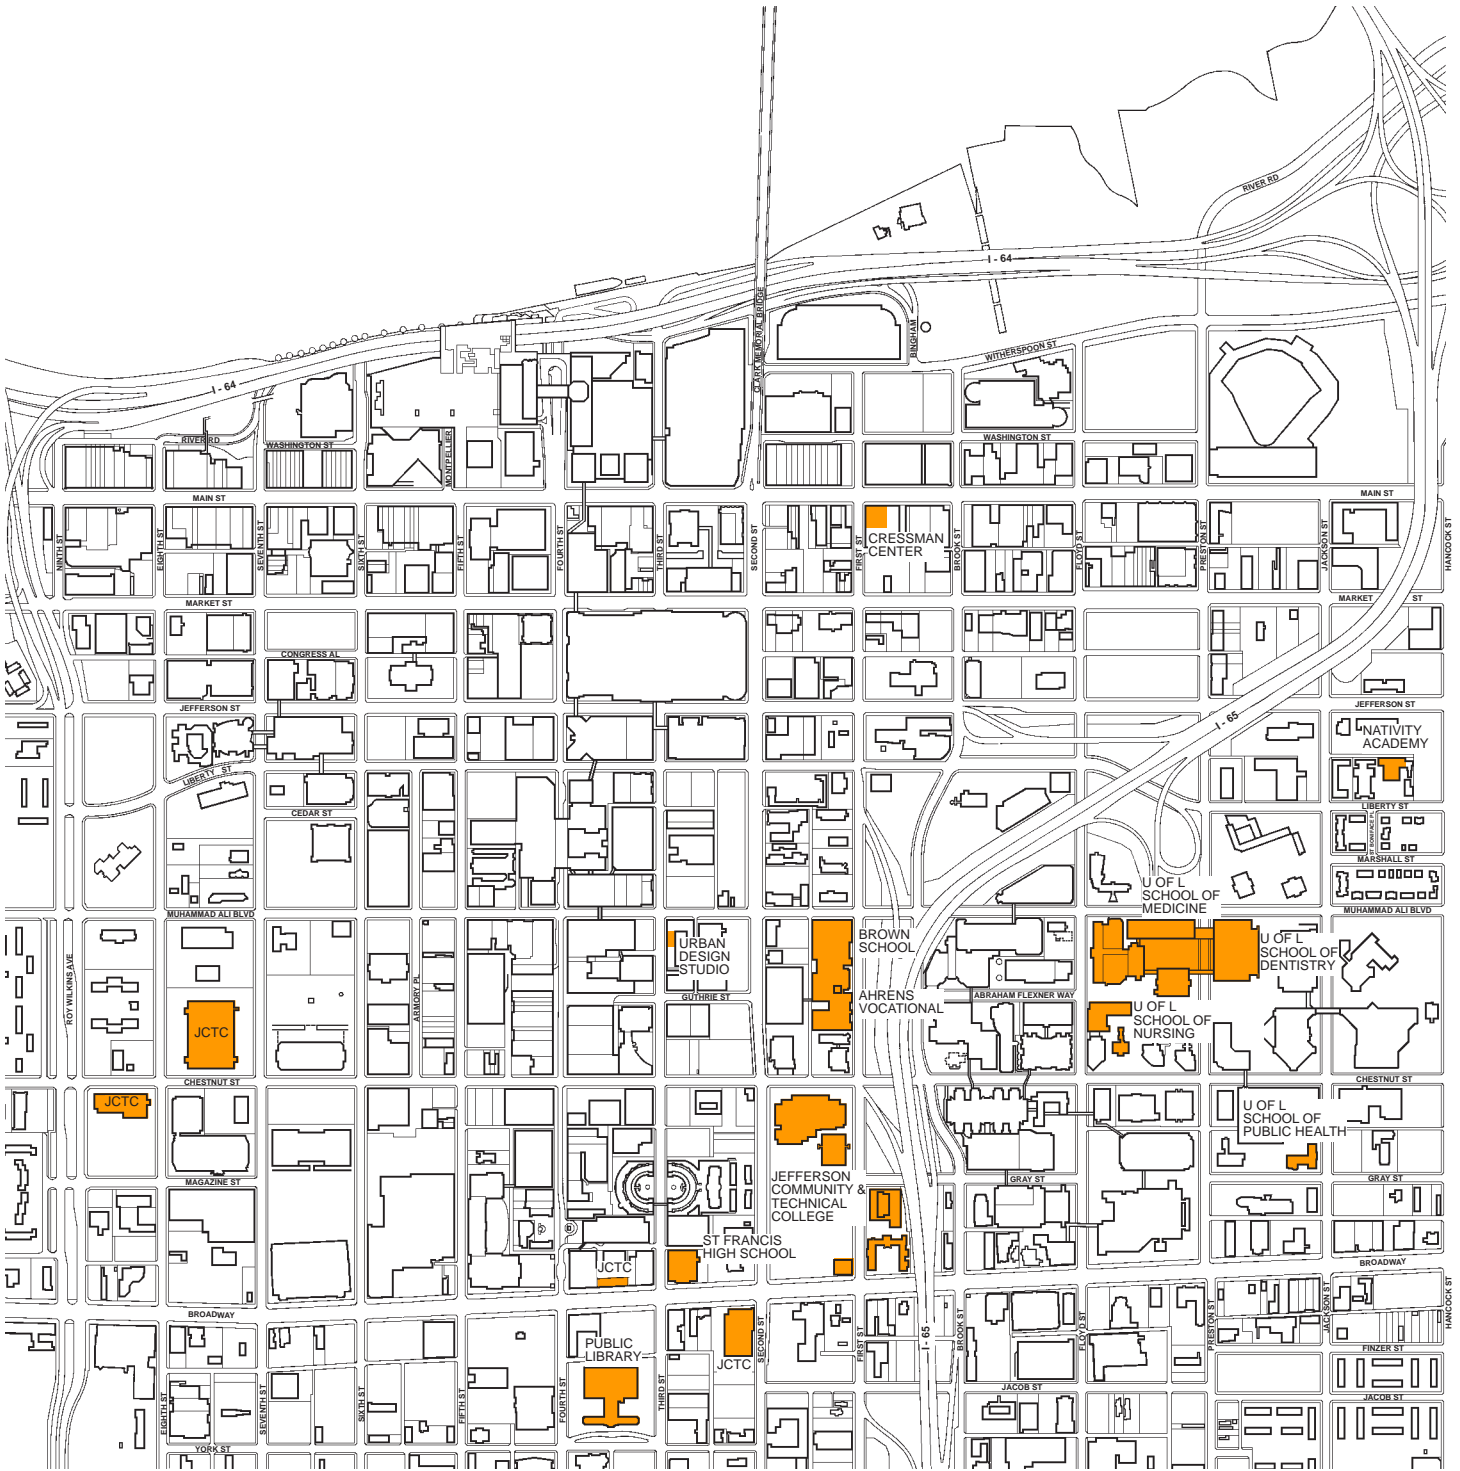 RIVER RD
I - 64
CLARK MEMORIAL BRIDGE
BINGHAM
WITHERSPOON ST
I - 64
RIVER RD
WASHINGTON ST
MONTPELLIER
WASHINGTON ST
MAIN ST
MAIN ST
NINTH ST
EIGHTH ST
SEVENTH ST
SIXTH ST
FIFTH ST
FOURTH ST
THIRD ST
SECOND ST
FIRST ST
CRESSMAN
CENTER
BROOK ST
FLOYD ST
PRESTON ST
JACKSON ST
HANCOCK ST
MARKET ST
MARKET ST
CONGRESS AL
JEFFERSON ST
JEFFERSON ST
I - 65
NATIVITY
ACADEMY
LIBERTY ST
CEDAR ST
LIBERTY ST
ST BONIFACE PL
MARSHALL ST
MUHAMMAD ALI BLVD
MUHAMMAD ALI BLVD
U OF L
SCHOOL OF
MEDICINE
ROY WILKINS AVE
ARMORY PL
URBAN
DESIGN
STUDIO
BROWN
SCHOOL
U OF L
SCHOOL OF
DENTISTRY
GUTHRIE ST
AHRENS
VOCATIONAL
ABRAHAM FLEXNER WAY
U OF L
SCHOOL OF
NURSING
JCTC
CHESTNUT ST
CHESTNUT ST
JCTC
U OF L
SCHOOL OF
PUBLIC HEALTH
MAGAZINE ST
JEFFERSON
COMMUNITY &
TECHNICAL
COLLEGE
GRAY ST
GRAY ST
ST FRANCIS
HIGH SCHOOL
JCTC
BROADWAY
BROADWAY
PUBLIC
LIBRARY
JCTC
SECOND ST
FIRST ST
I - 65
BROOK ST
FLOYD ST
PRESTON ST
JACKSON ST
HANCOCK ST
FINZER ST
JACOB ST
JACOB ST
EIGHTH ST
SEVENTH ST
SIXTH ST
FIFTH ST
FOURTH ST
THIRD ST
YORK ST